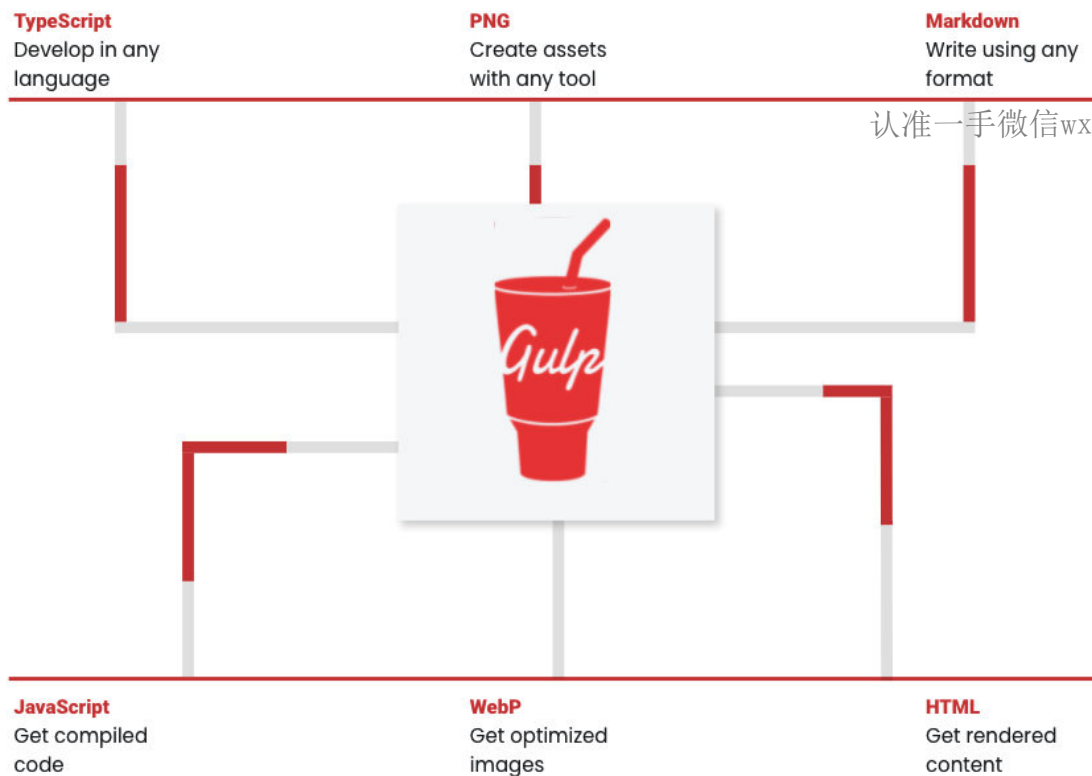 TypeScript
Develop in any
language
PNG
Create assets
with any tool
Markdown
Write using any
format
认准一手微信wx
Gulp
JavaScript
Get compiled
code
WebP
Get optimized
images
HTML
Get rendered
content